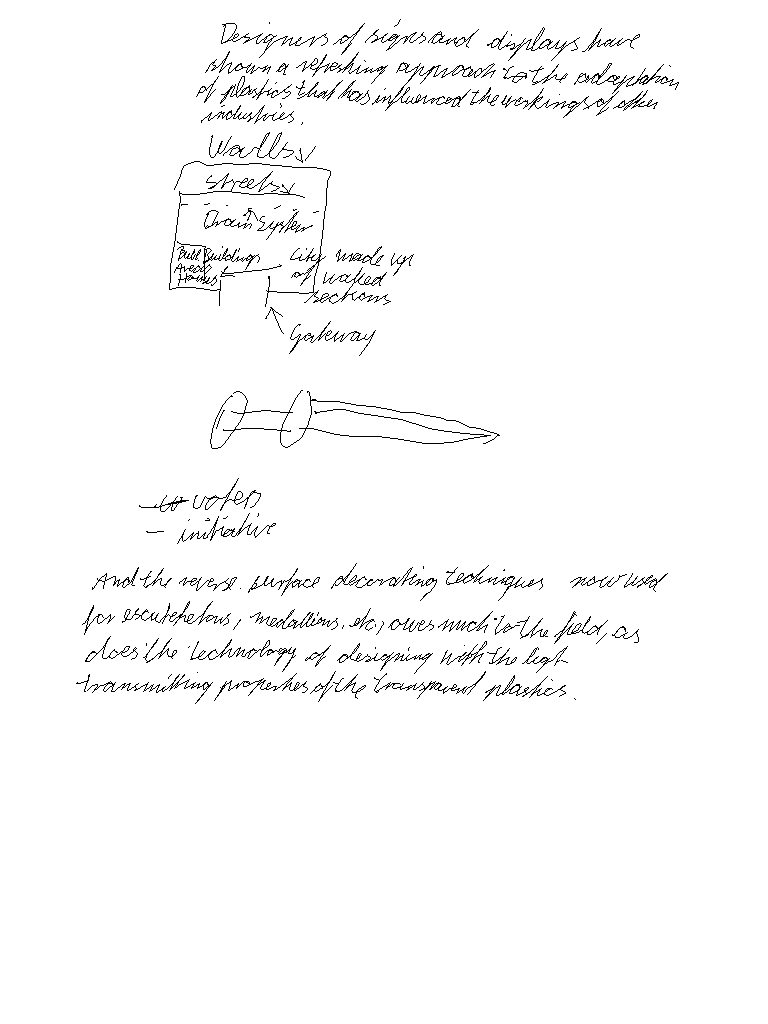 Designers of signs and displays have
shown a refreshing approach to the adaptation
of plastics that has influenced the workings of other
industries.
Walls
streets
Drain System
Built Buildings
Areas
Houses
City made up
of walled
sections
Gateway
voters
- initiative
And the reverse. surface decorating techniques now used
for escutcheons, medallions. etc, owes much to the field, as
does the technology of designing with the light
transmitting properties of the transparent plastics.